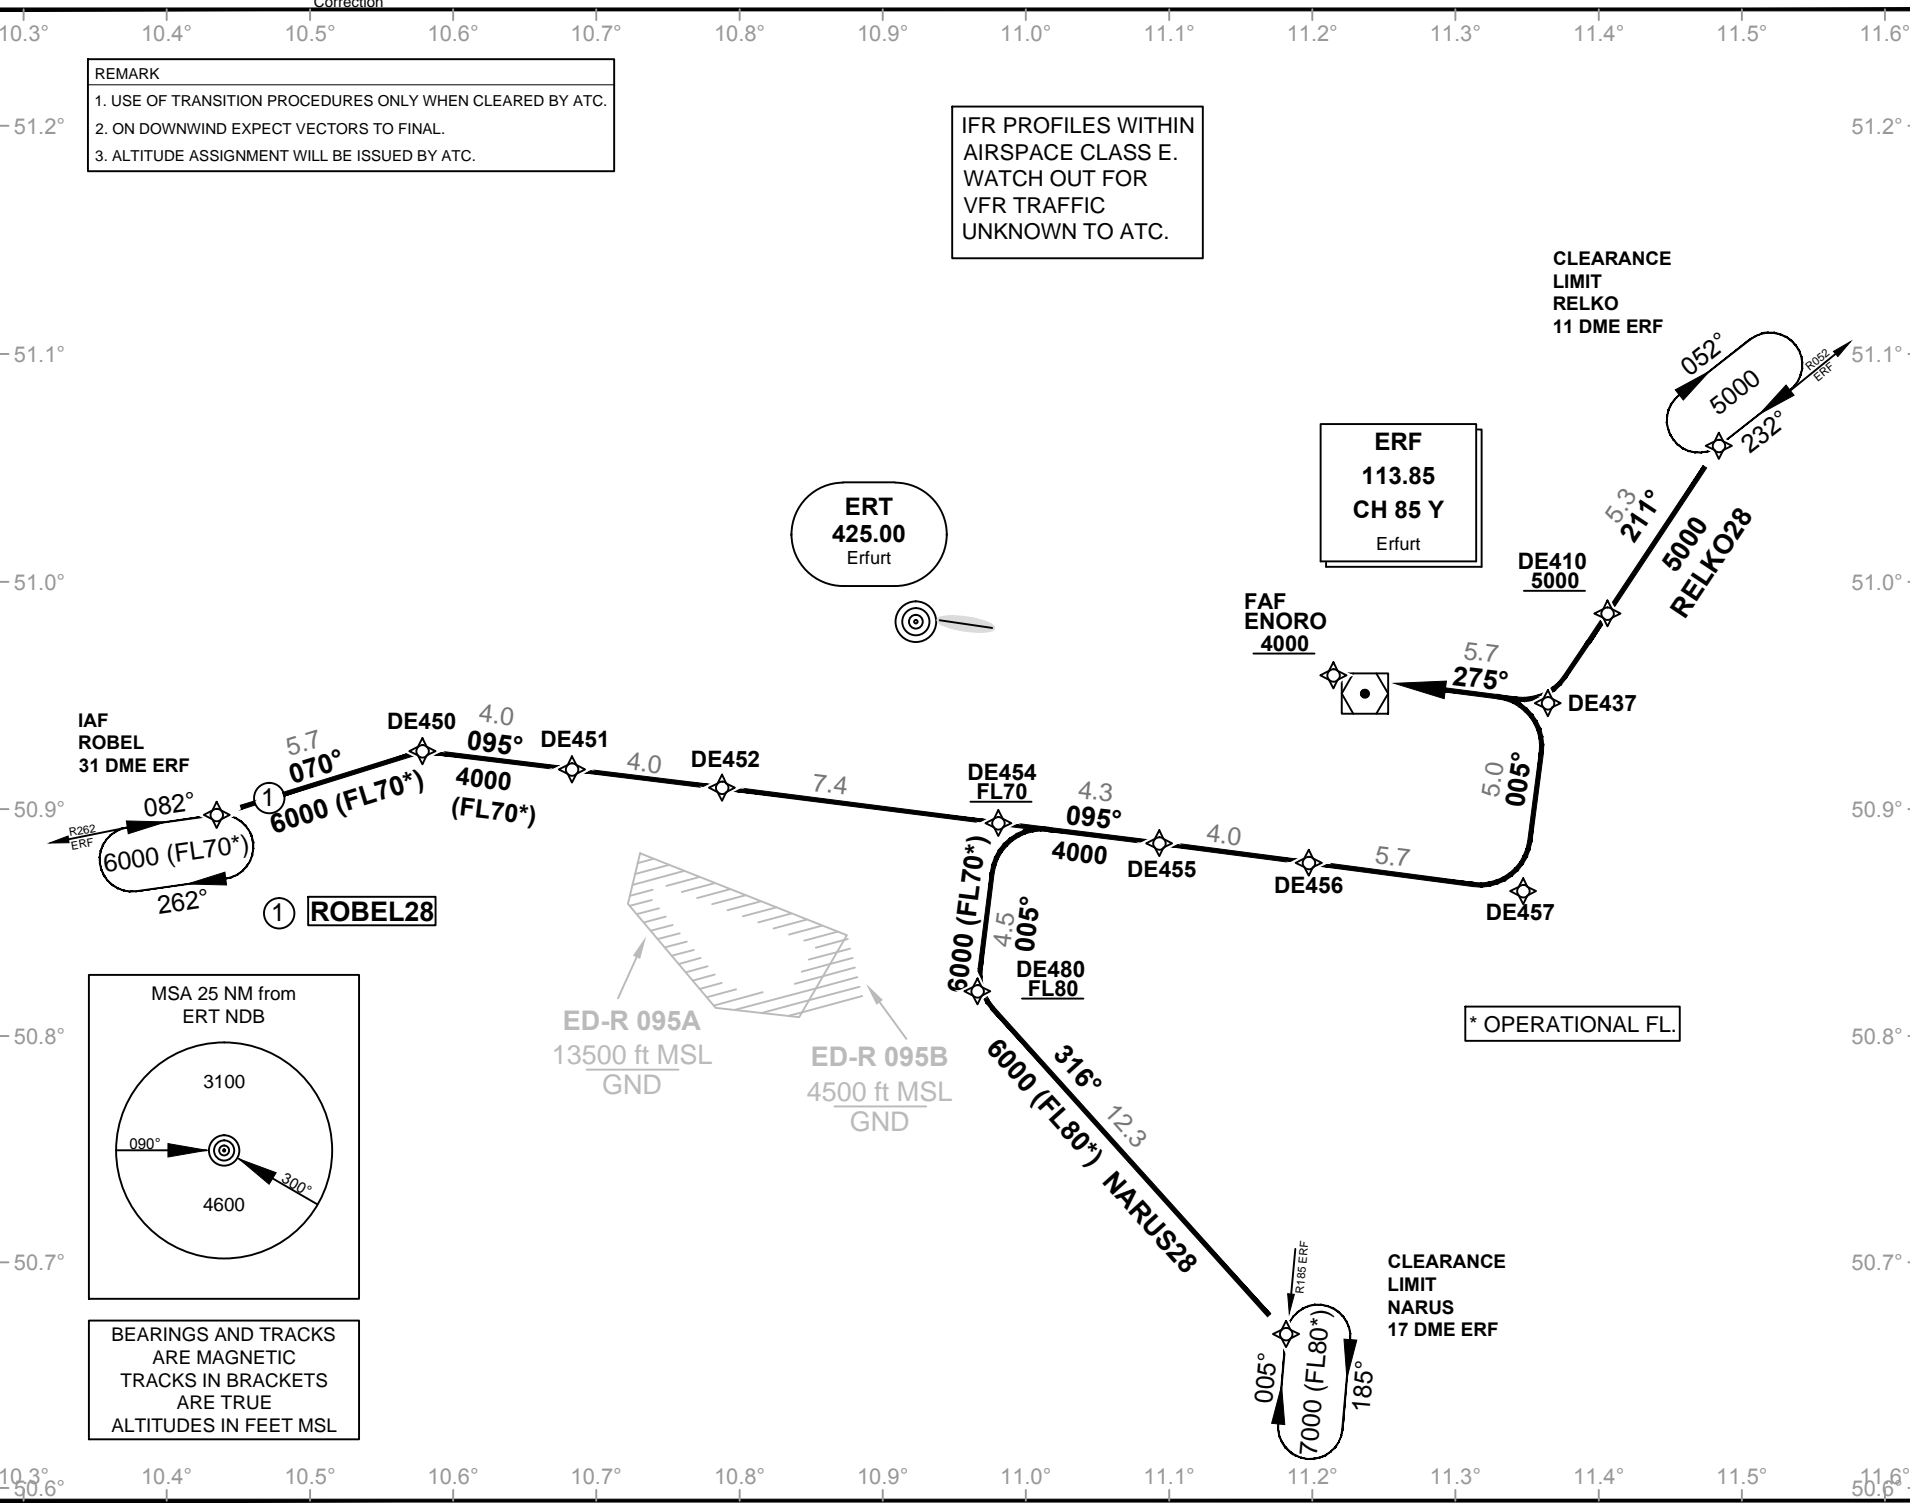 Correction
10.3° 10.4° 10.5° 10.6° 10.7° 10.8° 10.9° 11.0° 11.1° 11.2° 11.3° 11.4° 11.5° 11.6°
REMARK
1. USE OF TRANSITION PROCEDURES ONLY WHEN CLEARED BY ATC.
2. ON DOWNWIND EXPECT VECTORS TO FINAL.
3. ALTITUDE ASSIGNMENT WILL BE ISSUED BY ATC.
51.2°
51.2°
IFR PROFILES WITHIN
AIRSPACE CLASS E.
WATCH OUT FOR
VFR TRAFFIC
UNKNOWN TO ATC.
CLEARANCE
LIMIT
RELKO
11 DME ERF
51.1°
51.1°
052°
5000
232°
R052
ERF
ERF
113.85
CH 85 Y
Erfurt
ERT
425.00
Erfurt
5.3
211°
5000
RELKO28
DE410
5000
51.0°
51.0°
FAF
ENORO
4000
5.7
275°
DE437
IAF
ROBEL
31 DME ERF
5.7
070°
6000 (FL70*)
1
DE450
4.0
095°
4000
(FL70*)
DE451
4.0
DE452
7.4
DE454
FL70
4.3
095°
4000
DE455
4.0
DE456
5.7
DE457
5.0
005°
50.9°
50.9°
082°
R262
ERF
6000 (FL70*)
262°
1 ROBEL28
6000 (FL70*)
4.5
005°
DE480
FL80
ED-R 095A
13500 ft MSL
GND
ED-R 095B
4500 ft MSL
GND
* OPERATIONAL FL.
50.8°
50.8°
316°
6000 (FL80*) NARUS28
12.3
MSA 25 NM from
ERT NDB
3100
090°
300°
4600
50.7°
50.7°
R185 ERF
CLEARANCE
LIMIT
NARUS
17 DME ERF
005°
7000 (FL80*)
185°
BEARINGS AND TRACKS
ARE MAGNETIC
TRACKS IN BRACKETS
ARE TRUE
ALTITUDES IN FEET MSL
10.3° 10.4° 10.5° 10.6° 10.7° 10.8° 10.9° 11.0° 11.1° 11.2° 11.3° 11.4° 11.5° 11.6°
50.6°
50.6°